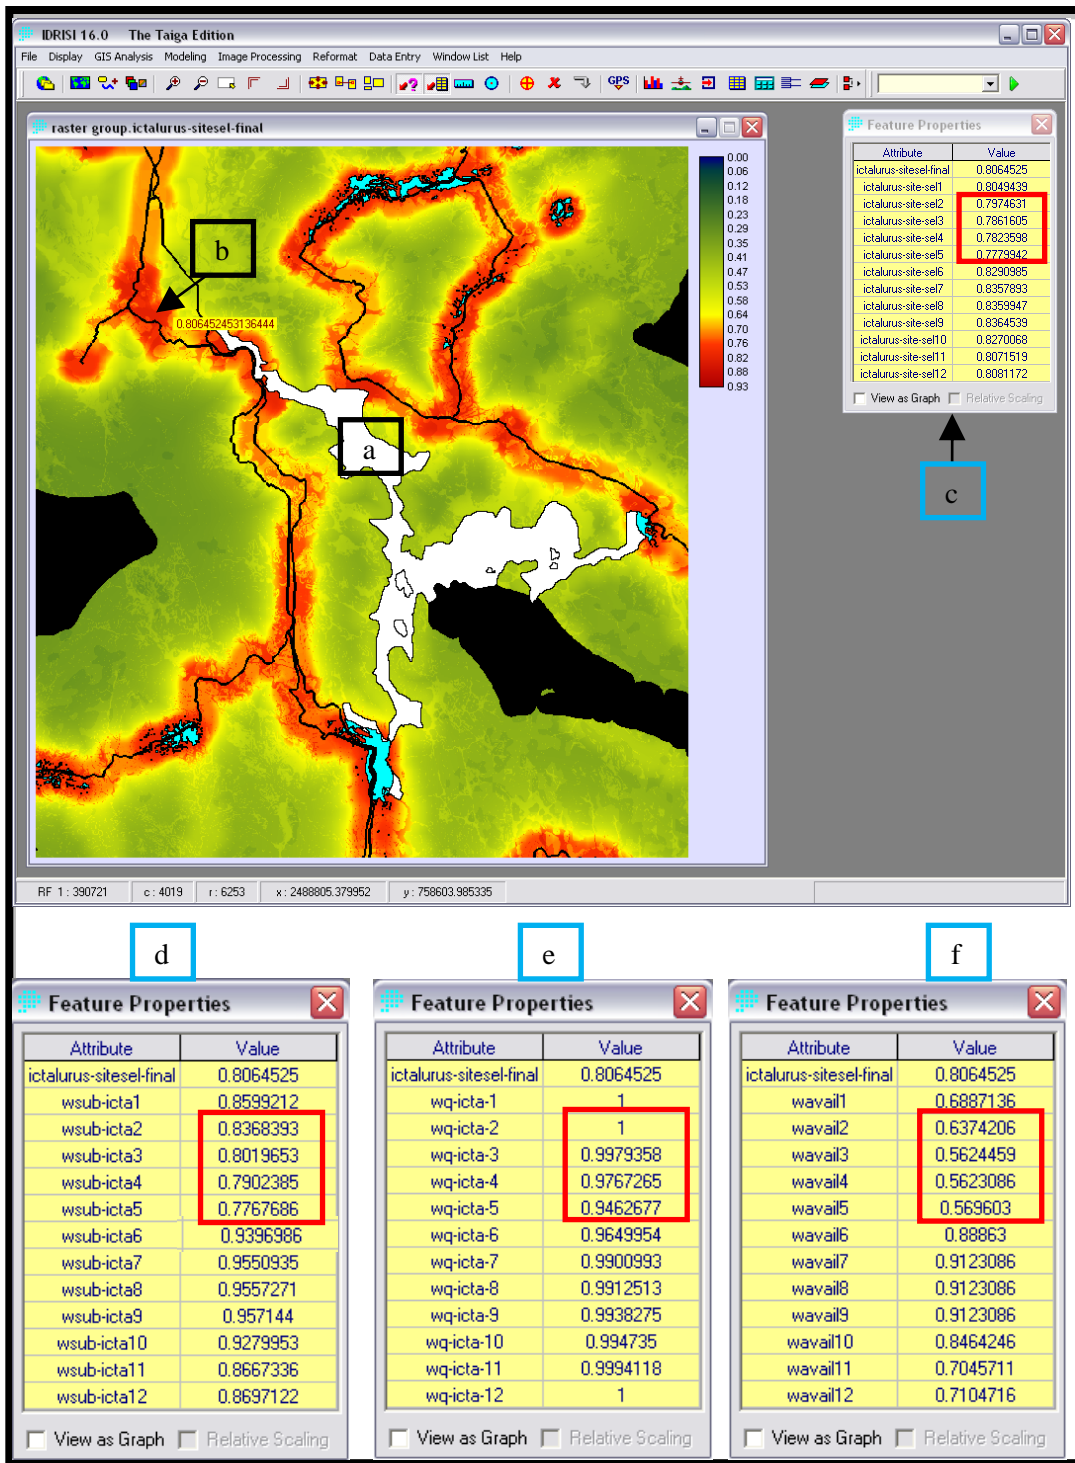 IDRISI 16.0 The Taiga Edition
File Display GIS Analysis Modeling Image Processing Reformat Data Entry Window List Help
GPS
raster group.ictalurus-sitesel-final
0.00
0.06
0.12
0.18
0.23
0.29
0.35
0.41
0.47
0.53
0.58
0.64
0.70
0.76
0.82
0.88
0.93
b
0.806452453136444
a
Feature Properties
Attribute Value
ictalurus-sitesel-final 0.8064525
ictalurus-site-sel1 0.8049439
ictalurus-site-sel2 0.7974631
ictalurus-site-sel3 0.7861605
ictalurus-site-sel4 0.7823598
ictalurus-site-sel5 0.7779942
ictalurus-site-sel6 0.8290985
ictalurus-site-sel7 0.8357893
ictalurus-site-sel8 0.8359947
ictalurus-site-sel9 0.8364539
ictalurus-site-sel10 0.8270068
ictalurus-site-sel11 0.8071519
ictalurus-site-sel12 0.8081172
View as Graph Relative Scaling
c
RF 1 : 390721 c : 4019 r : 6253 x : 2488805.379952 y : 758603.985335
d
Feature Properties
Attribute Value
ictalurus-sitesel-final 0.8064525
wsub-icta1 0.8599212
wsub-icta2 0.8368393
wsub-icta3 0.8019653
wsub-icta4 0.7902385
wsub-icta5 0.7767686
wsub-icta6 0.9396986
wsub-icta7 0.9550935
wsub-icta8 0.9557271
wsub-icta9 0.957144
wsub-icta10 0.9279953
wsub-icta11 0.8667336
wsub-icta12 0.8697122
View as Graph Relative Scaling
e
Feature Properties
Attribute Value
ictalurus-sitesel-final 0.8064525
wq-icta-1 1
wq-icta-2 1
wq-icta-3 0.9979358
wq-icta-4 0.9767265
wq-icta-5 0.9462677
wq-icta-6 0.9649954
wq-icta-7 0.9900993
wq-icta-8 0.9912513
wq-icta-9 0.9938275
wq-icta-10 0.994735
wq-icta-11 0.9994118
wq-icta-12 1
View as Graph Relative Scaling
f
Feature Properties
Attribute Value
ictalurus-sitesel-final 0.8064525
wavail1 0.6887136
wavail2 0.6374206
wavail3 0.5624459
wavail4 0.5623086
wavail5 0.569603
wavail6 0.88863
wavail7 0.9123086
wavail8 0.9123086
wavail9 0.9123086
wavail10 0.8464246
wavail11 0.7045711
wavail12 0.7104716
View as Graph Relative Scaling